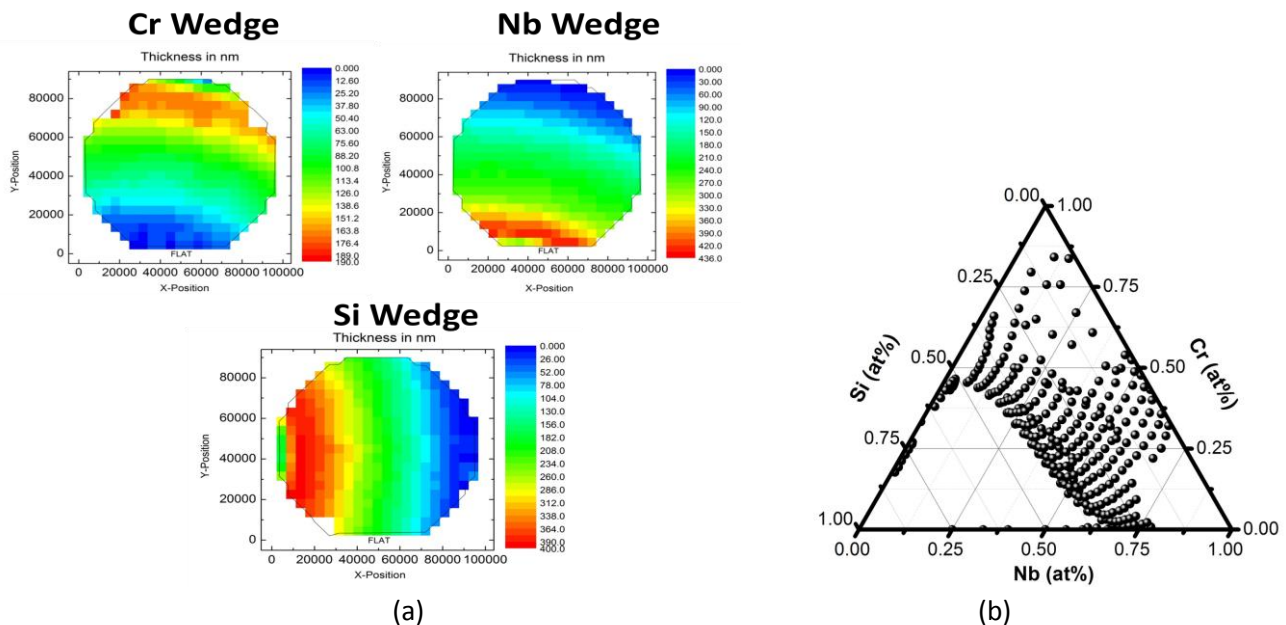 Cr Wedge
Thickness in nm
80000
60000
40000
20000
0
Y-Position
FLAT
0 20000 40000 60000 80000 100000
X-Position
0.000
12.60
25.20
37.80
50.40
63.00
75.60
88.20
100.8
113.4
126.0
138.6
151.2
163.8
176.4
189.0
190.0
Nb Wedge
Thickness in nm
80000
60000
40000
20000
0
Y-Position
FLAT
0 20000 40000 60000 80000 100000
X-Position
0.000
30.00
60.00
90.00
120.0
150.0
180.0
210.0
240.0
270.0
300.0
330.0
360.0
390.0
420.0
436.0
Si Wedge
Thickness in nm
80000
60000
40000
20000
0
Y-Position
FLAT
0 20000 40000 60000 80000 100000
X-Position
0.000
26.00
52.00
78.00
104.0
130.0
156.0
182.0
208.0
234.0
260.0
286.0
312.0
338.0
364.0
390.0
400.0
(a)
0.00 1.00
0.25 0.75
Si (at%)
Cr (at%)
0.50 0.50
0.75 0.25
1.00 0.00
0.00 0.25 0.50 0.75 1.00
Nb (at%)
(b)